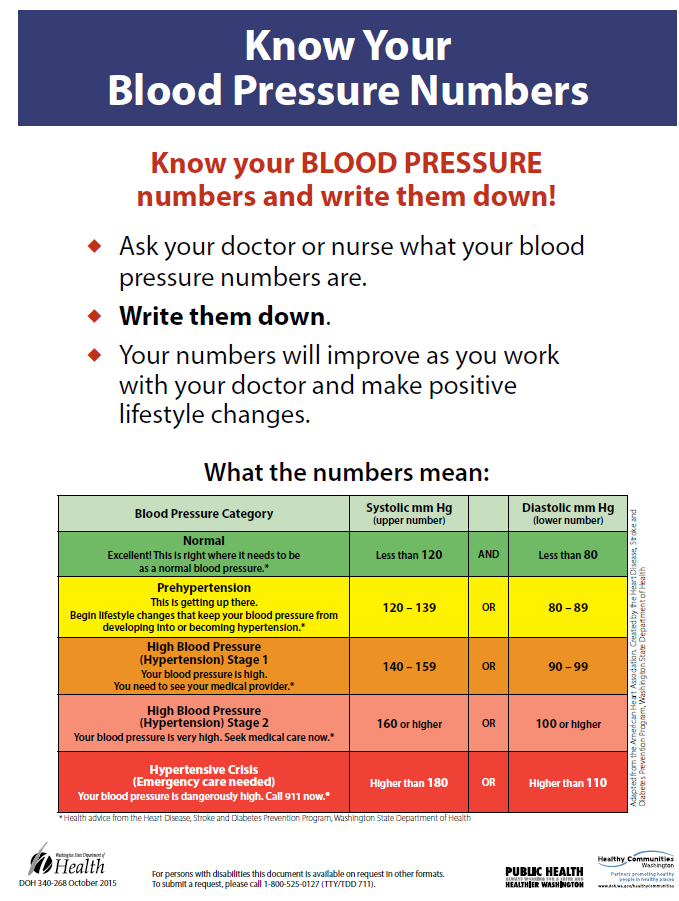 Know Your
Blood Pressure Numbers
Know your BLOOD PRESSURE
numbers and write them down!
Ask your doctor or nurse what your blood
pressure numbers are.
Write them down.
Your numbers will improve as you work
with your doctor and make positive
lifestyle changes.
What the numbers mean:
Blood Pressure Category
Systolic mm Hg
(upper number)
Diastolic mm Hg
(lower number)
Normal
Excellent! This is right where it needs to be
as a normal blood pressure.*
Less than 120
AND
Less than 80
Prehypertension
This is getting up there.
Begin lifestyle changes that keep your blood pressure from
developing into or becoming hypertension.*
120 – 139
OR
80 – 89
High Blood Pressure
(Hypertension) Stage 1
Your blood pressure is high.
You need to see your medical provider.*
140 – 159
OR
90 – 99
High Blood Pressure
(Hypertension) Stage 2
Your blood pressure is very high. Seek medical care now.*
160 or higher
OR
100 or higher
Hypertensive Crisis
(Emergency care needed)
Your blood pressure is dangerously high. Call 911 now.*
Higher than 180
OR
Higher than 110
Adapted from the American Heart Association. Created by the Heart Disease, Stroke and
Diabetes Prevention Program, Washington State Department of Health
* Health advice from the Heart Disease, Stroke and Diabetes Prevention Program, Washington State Department of Health
Washington State Department of
Health
DOH 340-268 October 2015
For persons with disabilities this document is available on request in other formats.
To submit a request, please call 1-800-525-0127 (TTY/TDD 711).
PUBLIC HEALTH
ALWAYS WORKING FOR A SAFER AND
HEALTHIER WASHINGTON
Healthy Communities
Washington
Partners promoting healthy
people in healthy places
www.doh.wa.gov/healthycommunities